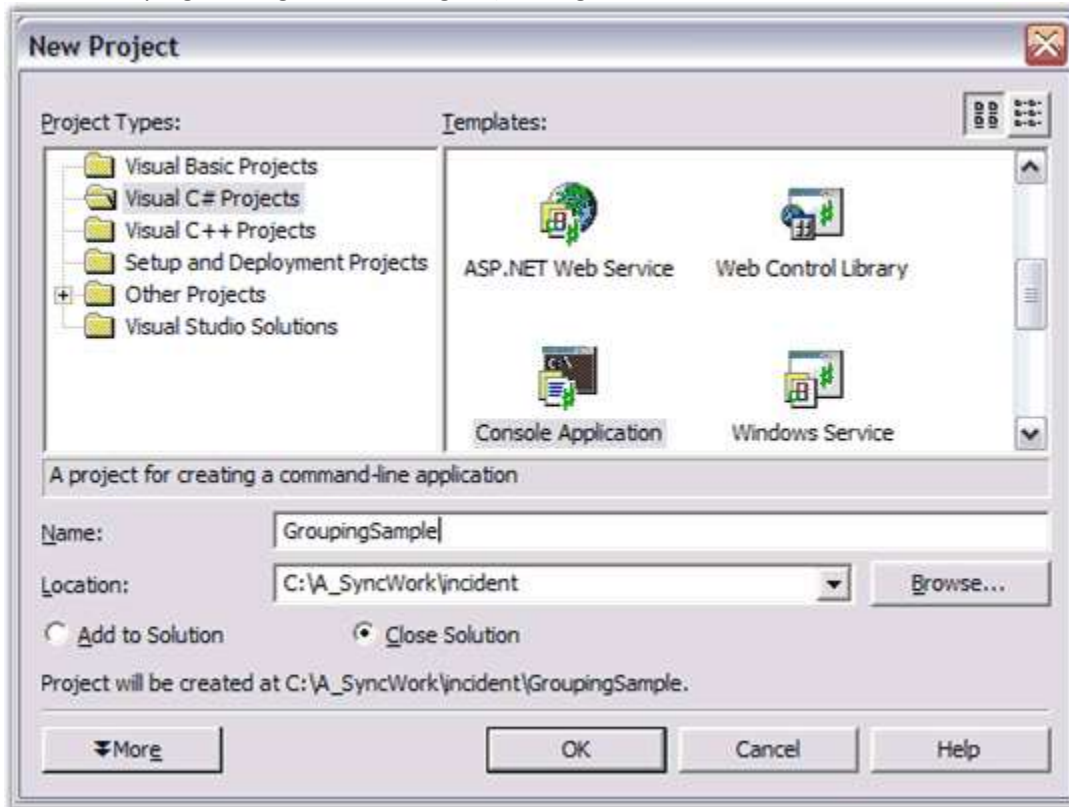 New Project
Project Types:
Templates:
Visual Basic Projects
Visual C# Projects
Visual C++ Projects
Setup and Deployment Projects
Other Projects
Visual Studio Solutions
ASP.NET Web Service
Web Control Library
Console Application
Windows Service
A project for creating a command-line application
Name:
GroupingSample
Location:
C:\A_SyncWork\incident
Browse...
Add to Solution
Close Solution
Project will be created at C:\A_SyncWork\incident\GroupingSample.
More
OK
Cancel
Help